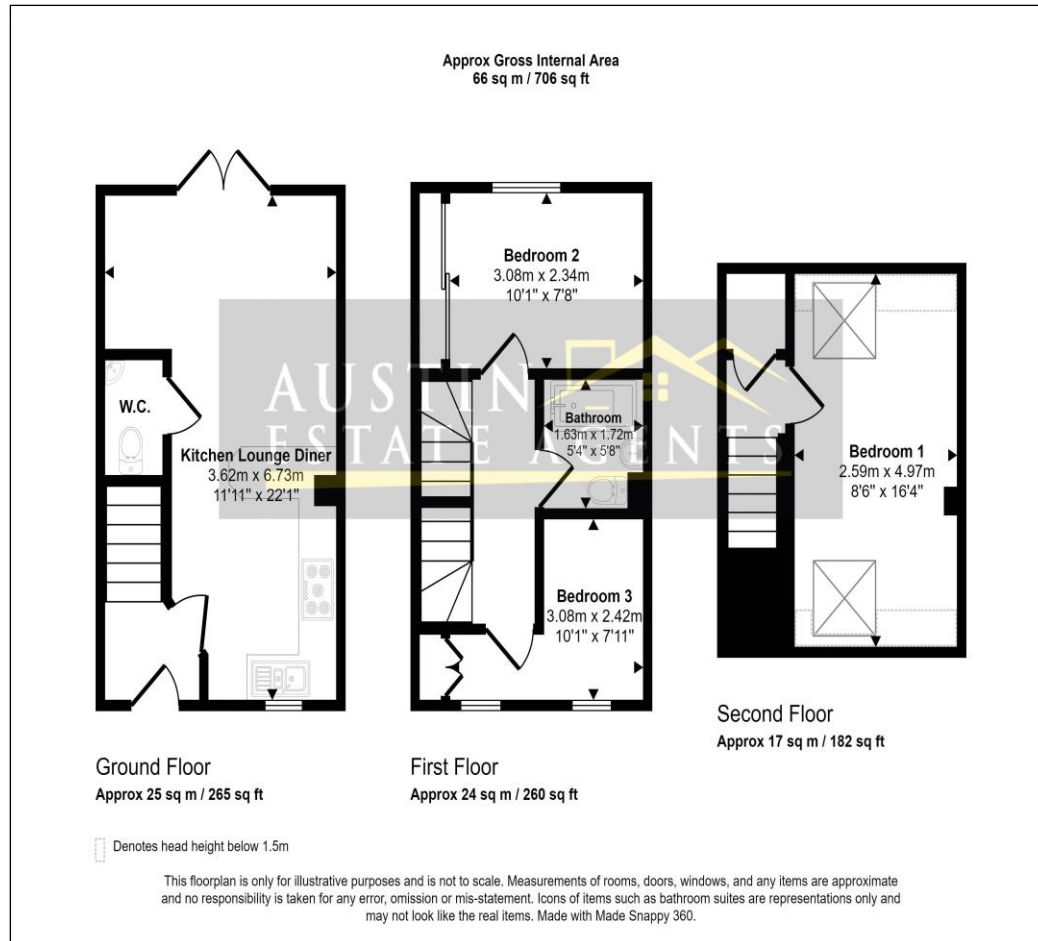 Approx Gross Internal Area
66 sq m / 706 sq ft
Bedroom 2
3.08m x 2.34m
10'1" x 7'8"
AUSTIN
ESTATE AGENTS
W.C.
Kitchen Lounge Diner
3.62m x 6.73m
11'11" x 22'1"
Bathroom
1.63m x 1.72m
5'4" x 5'8"
Bedroom 1
2.59m x 4.97m
8'6" x 16'4"
Bedroom 3
3.08m x 2.42m
10'1" x 7'11"
Ground Floor
Approx 25 sq m / 265 sq ft
First Floor
Approx 24 sq m / 260 sq ft
Second Floor
Approx 17 sq m / 182 sq ft
Denotes head height below 1.5m
This floorplan is only for illustrative purposes and is not to scale. Measurements of rooms, doors, windows, and any items are approximate
and no responsibility is taken for any error, omission or mis-statement. Icons of items such as bathroom suites are representations only and
may not look like the real items. Made with Made Snappy 360.